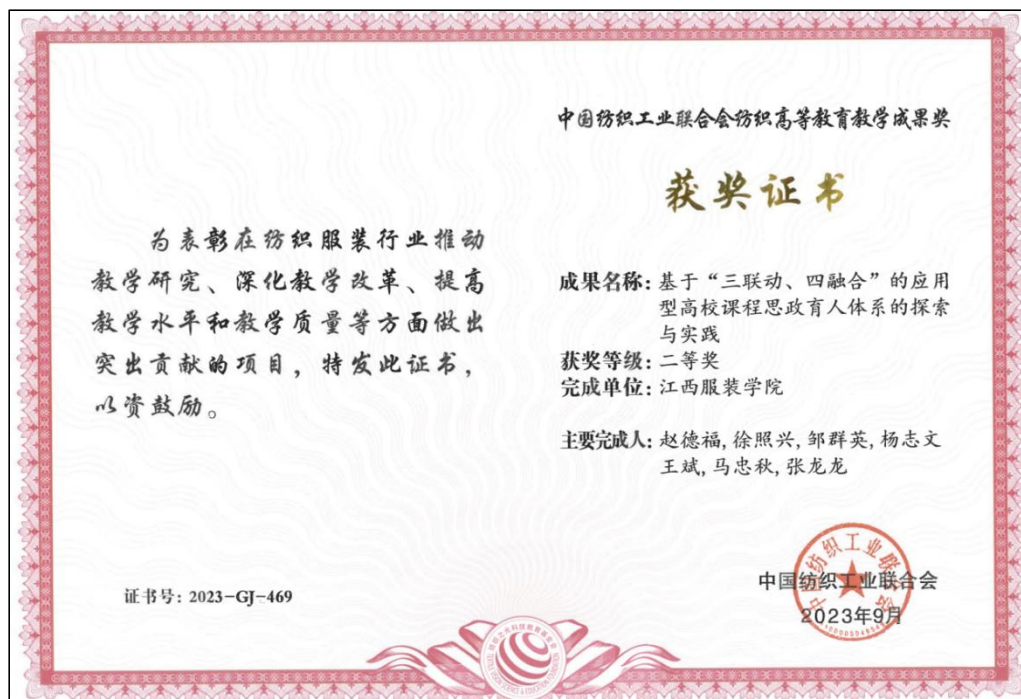 为表彰在纺织服装行业推动
教学研究、深化教学改革、提高
教学水平和教学质量等方面做出
突出贡献的项目，特发此证书，
以资鼓励。
证书号：2023-GJ-469
中国纺织工业联合会纺织高等教育教学成果奖
获奖证书
成果名称：基于“三联动、四融合”的应用
型高校课程思政育人体系的探索
与实践
获奖等级：二等奖
完成单位：江西服装学院
主要完成人：赵德福，徐照兴，邹群英，杨志文
王斌，马忠秋，张龙龙
中国纺织工业联合会
中国纺织工业联合会
2023年9月